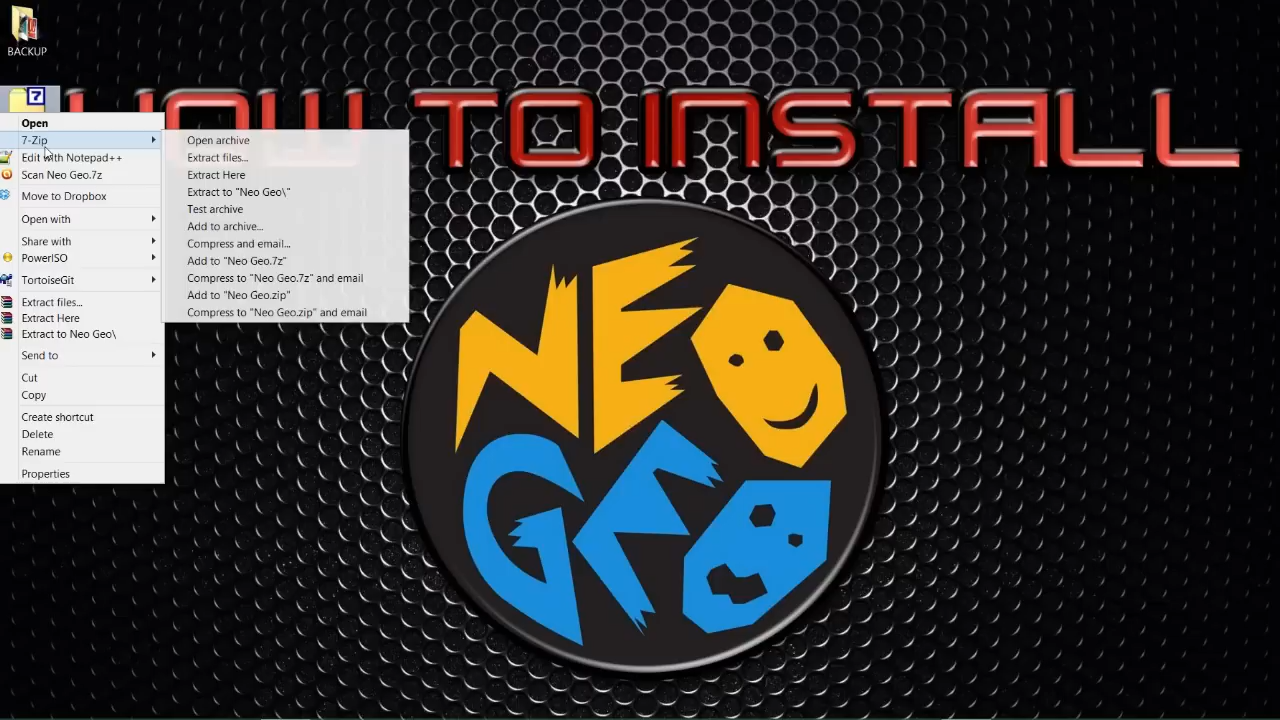 BACKUP
HOW TO INSTALL
Open
7-Zip
Edit with Notepad++
Scan Neo Geo.7z
Move to Dropbox
Open with
Share with
PowerISO
TortoiseGit
Extract files...
Extract Here
Extract to Neo Geo\
Send to
Cut
Copy
Create shortcut
Delete
Rename
Properties
Open archive
Extract files...
Extract Here
Extract to "Neo Geo\"
Test archive
Add to archive...
Compress and email...
Add to "Neo Geo.7z"
Compress to "Neo Geo.7z" and email
Add to "Neo Geo.zip"
Compress to "Neo Geo.zip" and email
NEO
GEO